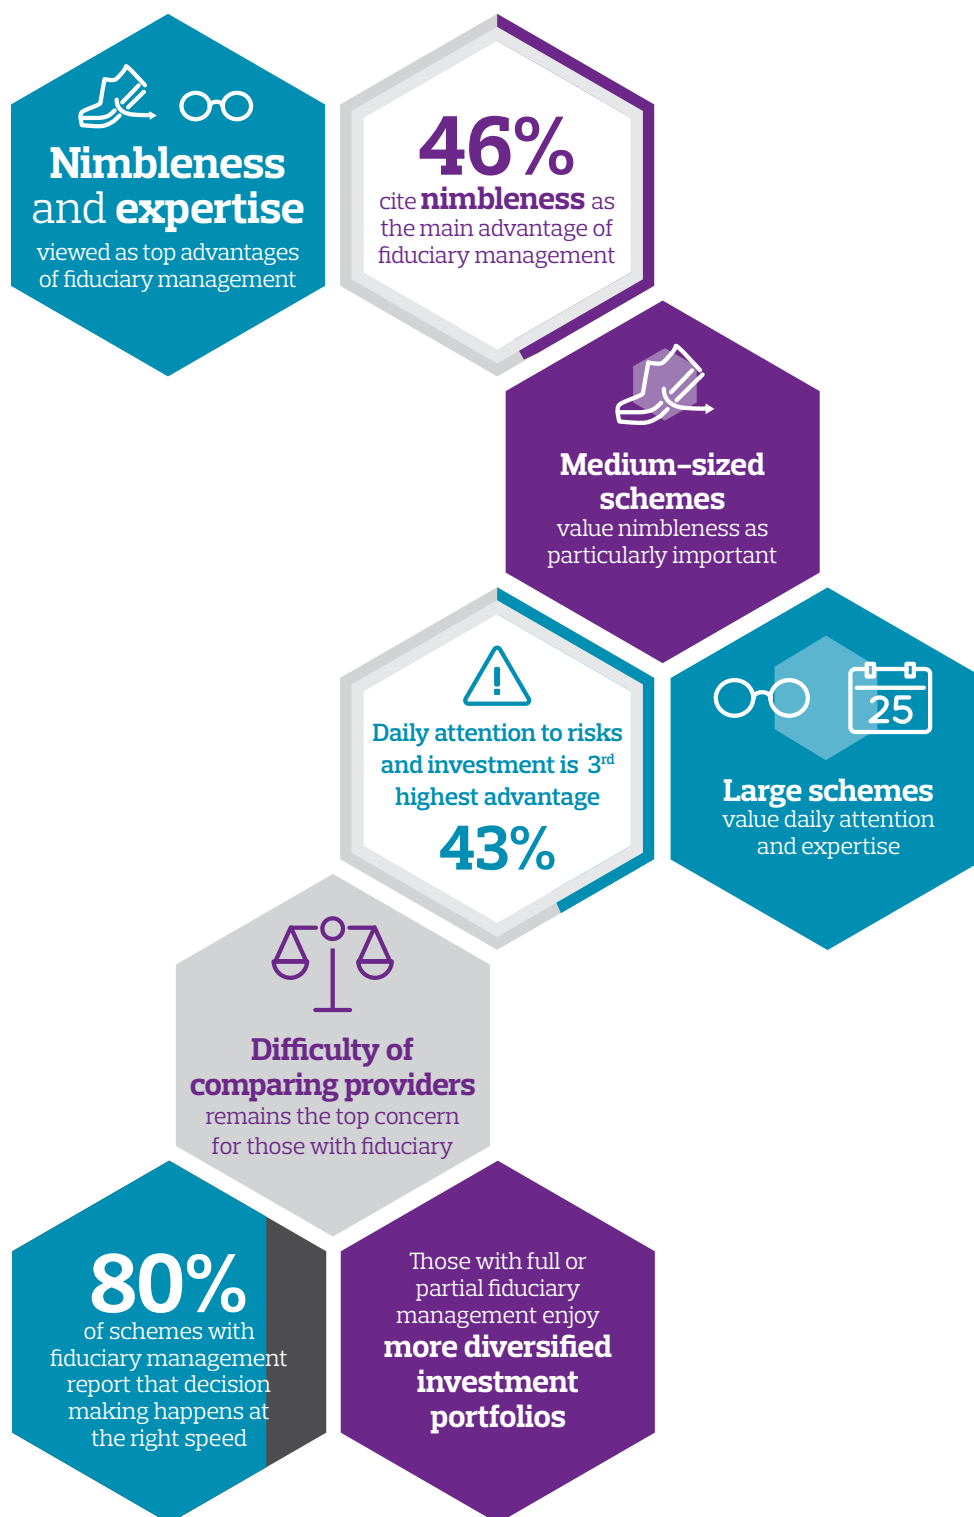 Nimbleness
and expertise
viewed as top advantages
of fiduciary management
46%
cite nimbleness as
the main advantage of
fiduciary management
Medium-sized
schemes
value nimbleness as
particularly important
Daily attention to risks
and investment is 3rd
highest advantage
43%
25
Large schemes
value daily attention
and expertise
Difficulty of
comparing providers
remains the top concern
for those with fiduciary
80%
of schemes with
fiduciary management
report that decision
making happens at
the right speed
Those with full or
partial fiduciary
management enjoy
more diversified
investment
portfolios